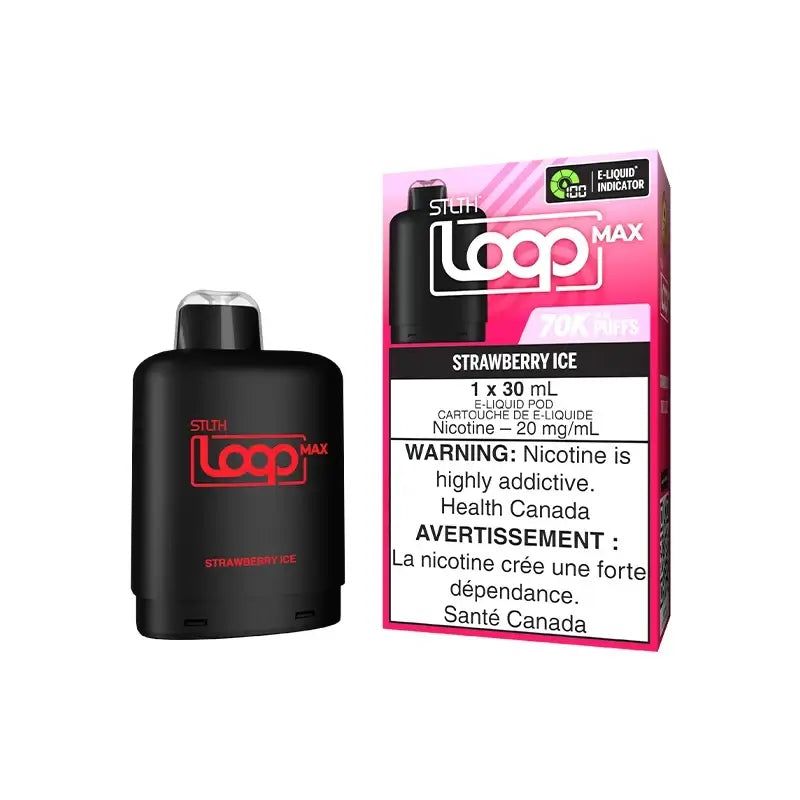 STLTH
LOOP MAX
STRAWBERRY ICE
100
E-LIQUID
INDICATOR
STLTH
LOOP MAX
70K
PUFFS
STRAWBERRY ICE
1 x 30 mL
E-LIQUID POD
CARTOUCHE DE E-LIQUIDE
Nicotine – 20 mg/mL
WARNING: Nicotine is
highly addictive.
Health Canada
AVERTISSEMENT :
La nicotine crée une forte
dépendance.
Santé Canada